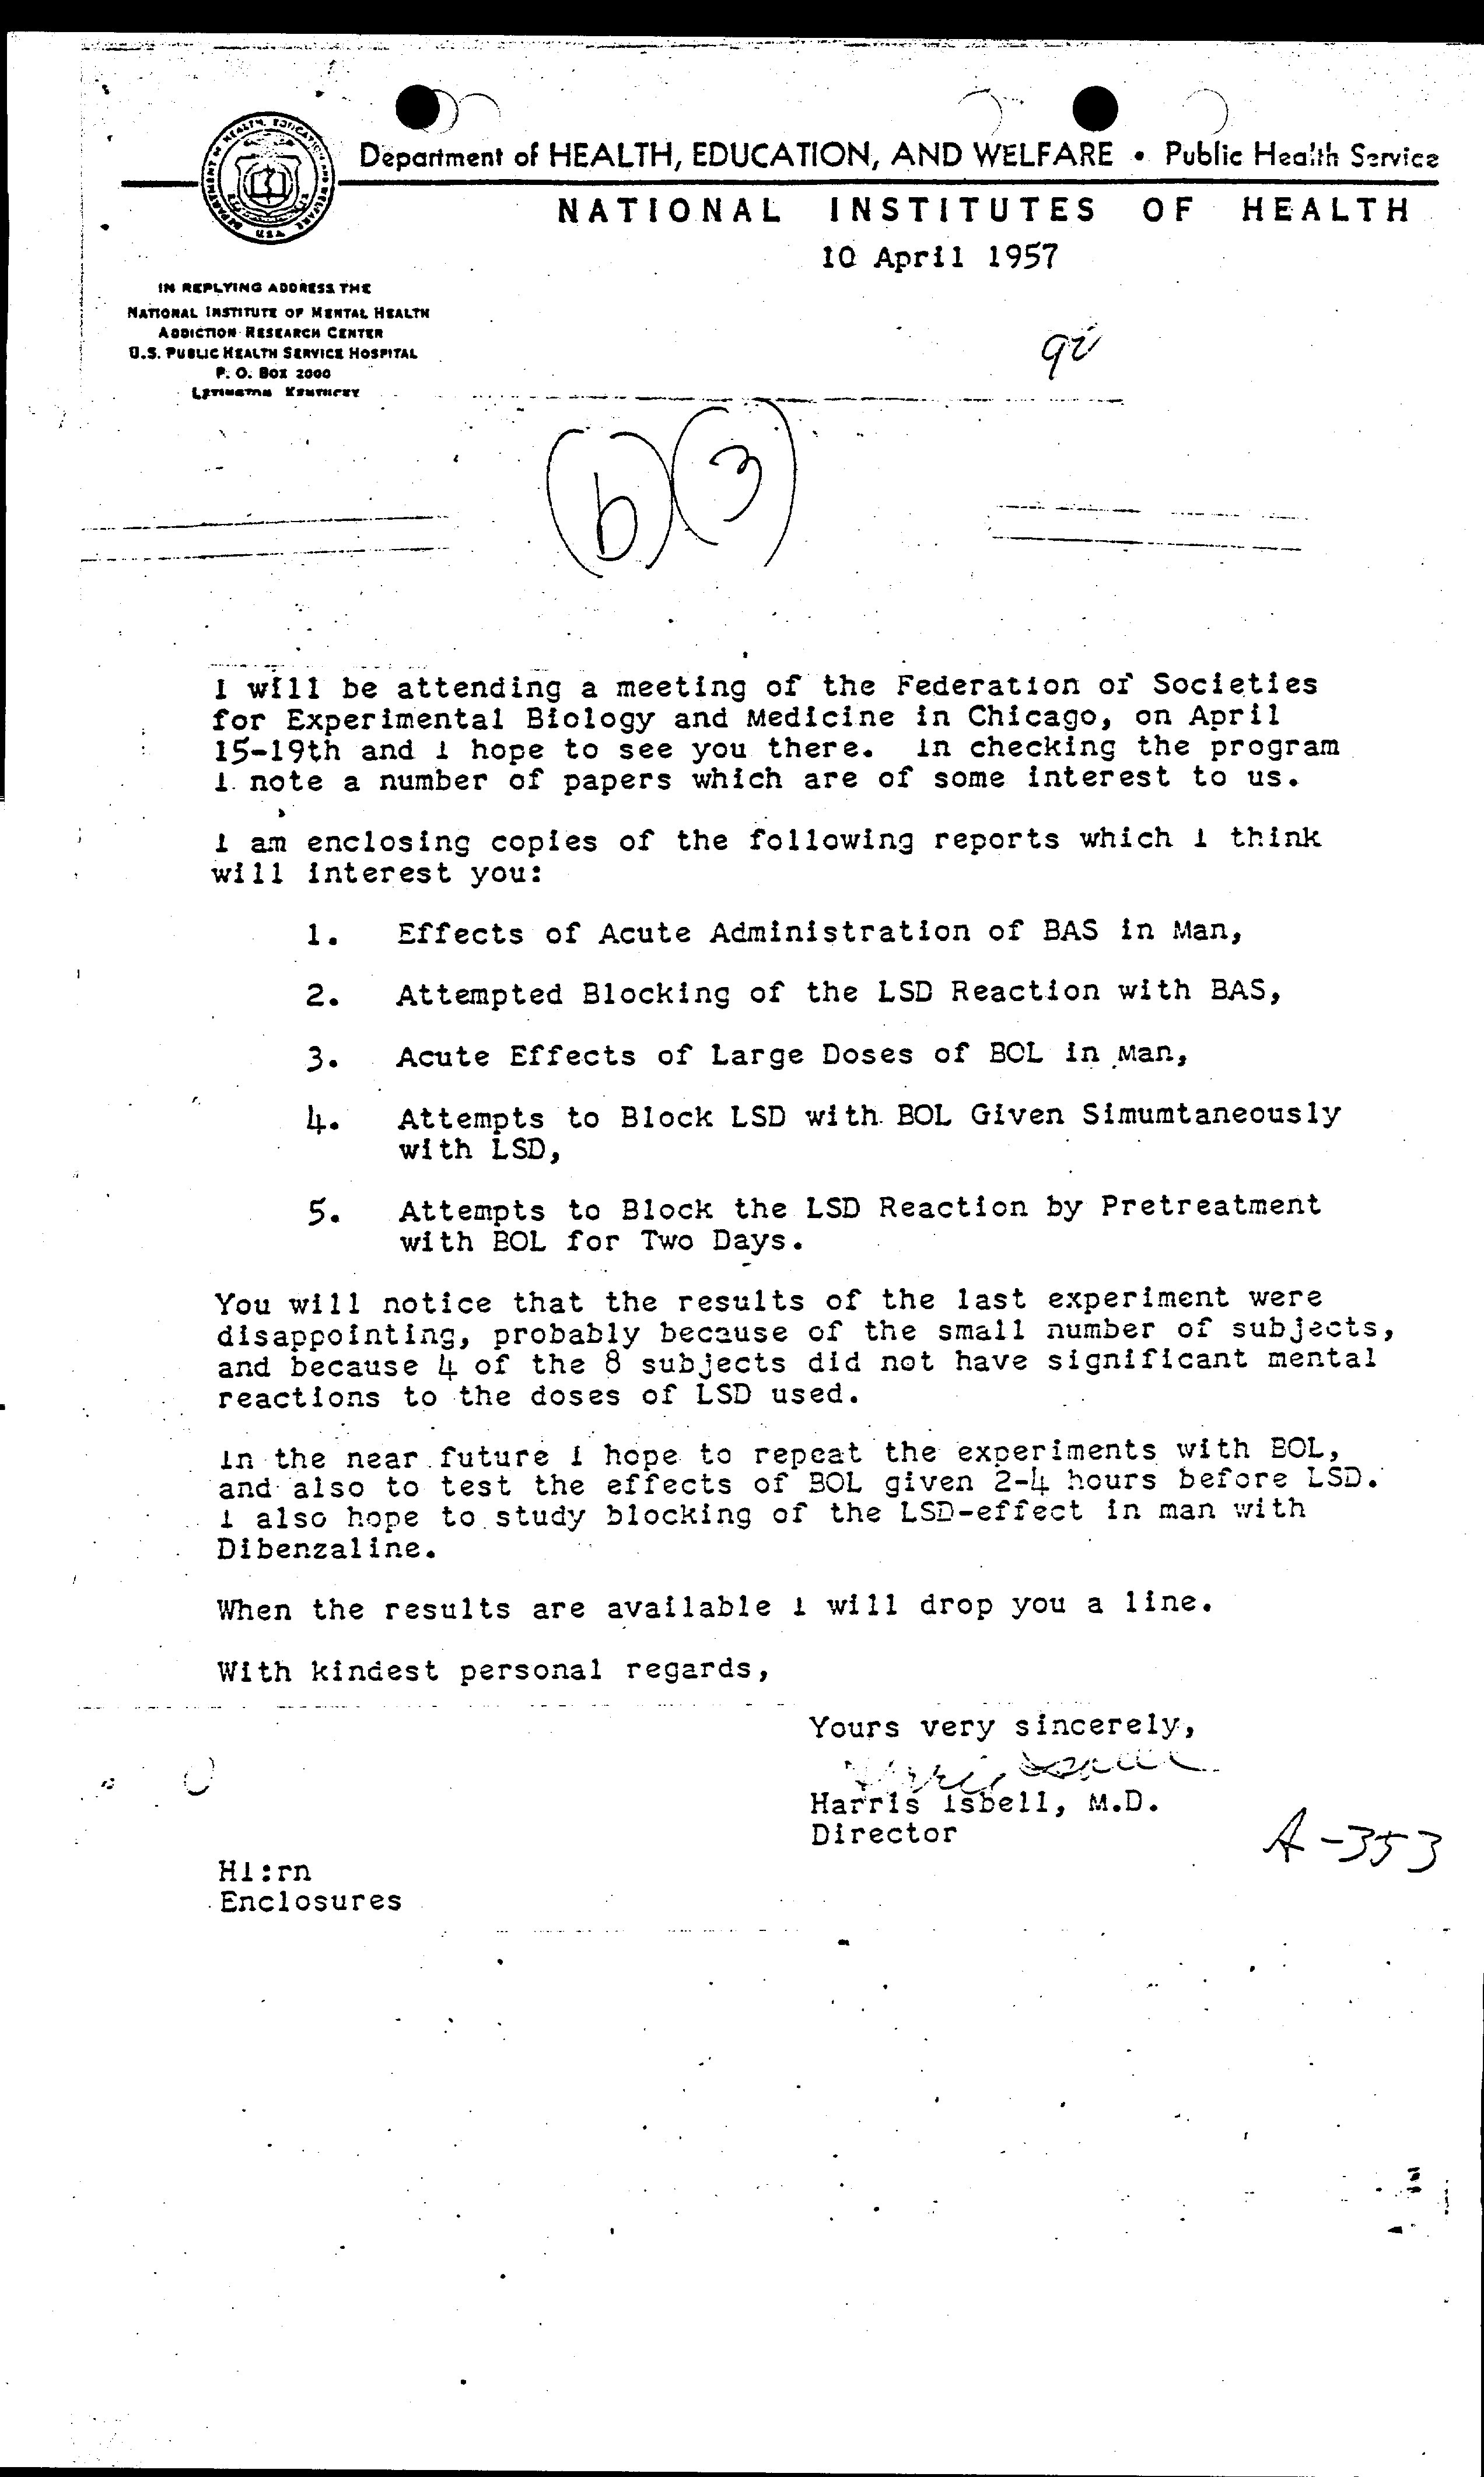 Department of HEALTH, EDUCATION, AND WELFARE • Public Health Service
NATIONAL INSTITUTES OF HEALTH
10 April 1957
IN REPLYING ADDRESS THE
NATIONAL INSTITUTE OF MENTAL HEALTH
ADDICTION RESEARCH CENTER
U.S. PUBLIC HEALTH SERVICE HOSPITAL
P. O. BOX 2000
LEXINGTON KENTUCKY
(b)(3)
I will be attending a meeting of the Federation of Societies
for Experimental Biology and Medicine in Chicago, on April
15-19th and I hope to see you there. In checking the program
I note a number of papers which are of some interest to us.
I am enclosing copies of the following reports which I think
will interest you:
1. Effects of Acute Administration of BAS in Man,
2. Attempted Blocking of the LSD Reaction with BAS,
3. Acute Effects of Large Doses of BOL in Man,
4. Attempts to Block LSD with BOL Given Simumtaneously
with LSD,
5. Attempts to Block the LSD Reaction by Pretreatment
with BOL for Two Days.
You will notice that the results of the last experiment were
disappointing, probably because of the small number of subjects,
and because 4 of the 8 subjects did not have significant mental
reactions to the doses of LSD used.
In the near future I hope to repeat the experiments with BOL,
and also to test the effects of BOL given 2-4 hours before LSD.
I also hope to study blocking of the LSD-effect in man with
Dibenzaline.
When the results are available I will drop you a line.
With kindest personal regards,
Yours very sincerely,
Harris Isbell
Harris Isbell, M.D.
Director
A-353
HI:rn
Enclosures